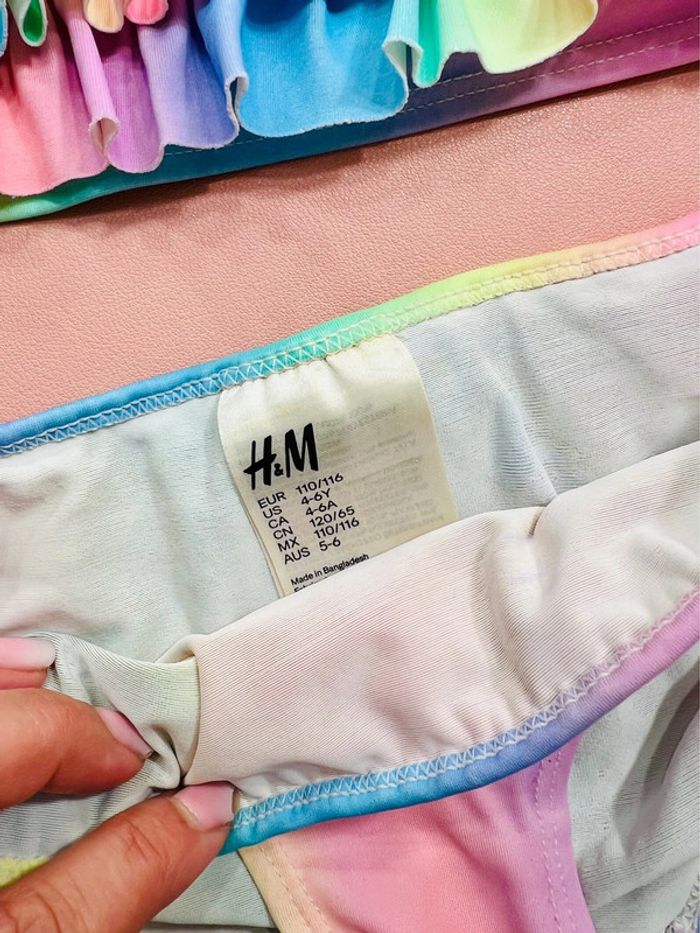 H&M
EUR 110/116
US 4-6Y
CA 4-6A
CN 120/65
MX 110/116
AUS 5-6
Made in Bangladesh